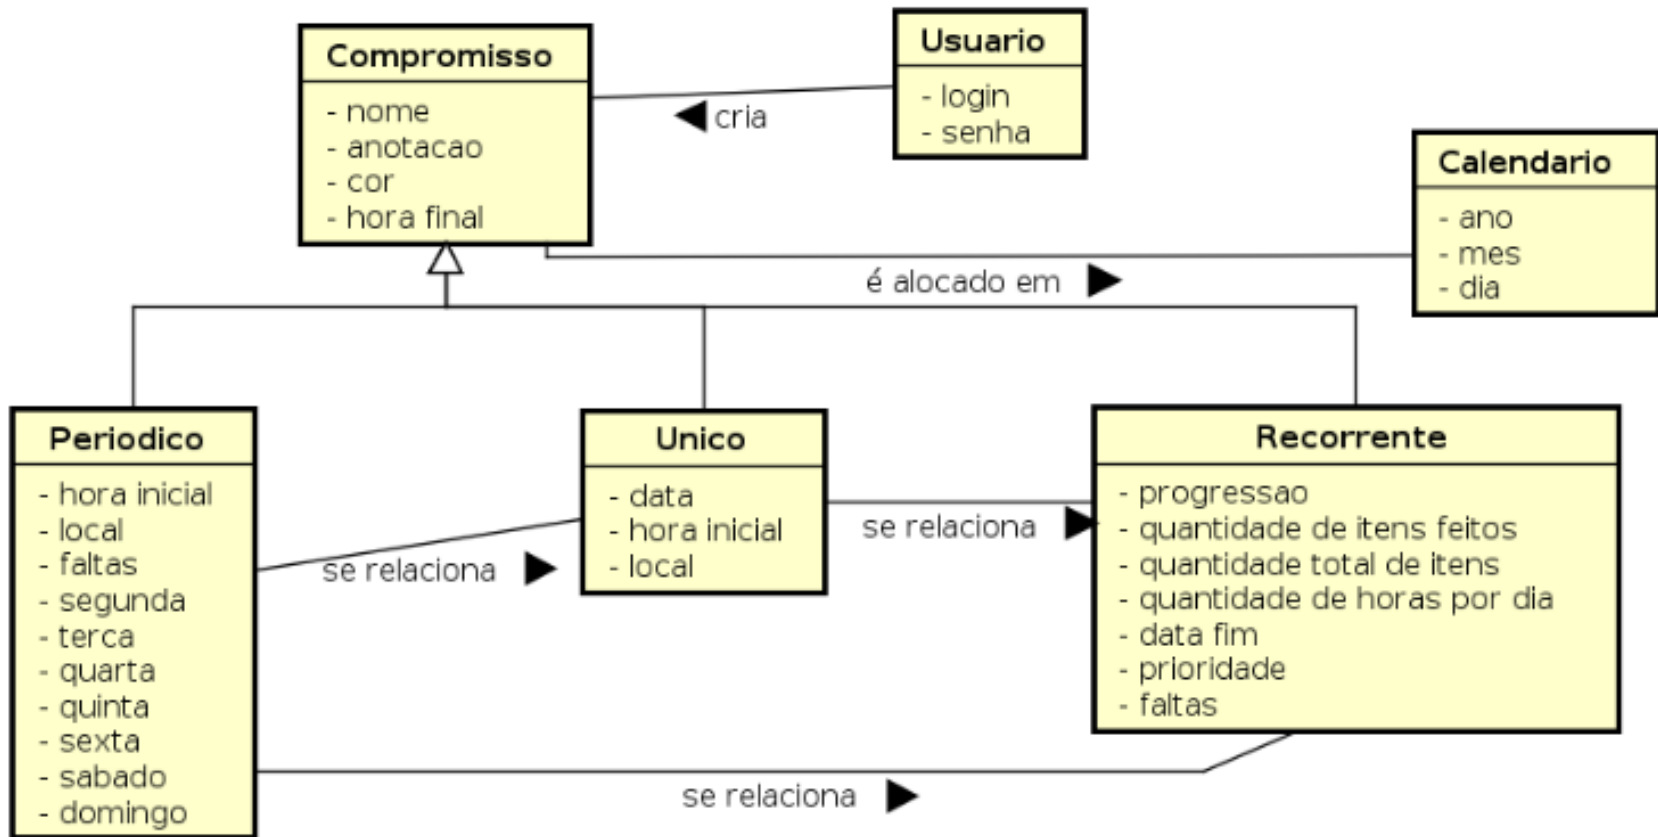 Compromisso
- nome
- anotacao
- cor
- hora final
Usuario
- login
- senha
cria
Calendario
- ano
- mes
- dia
é alocado em
Periodico
- hora inicial
- local
- faltas
- segunda
- terca
- quarta
- quinta
- sexta
- sabado
- domingo
se relaciona
Unico
- data
- hora inicial
- local
se relaciona
Recorrente
- progressao
- quantidade de itens feitos
- quantidade total de itens
- quantidade de horas por dia
- data fim
- prioridade
- faltas
se relaciona